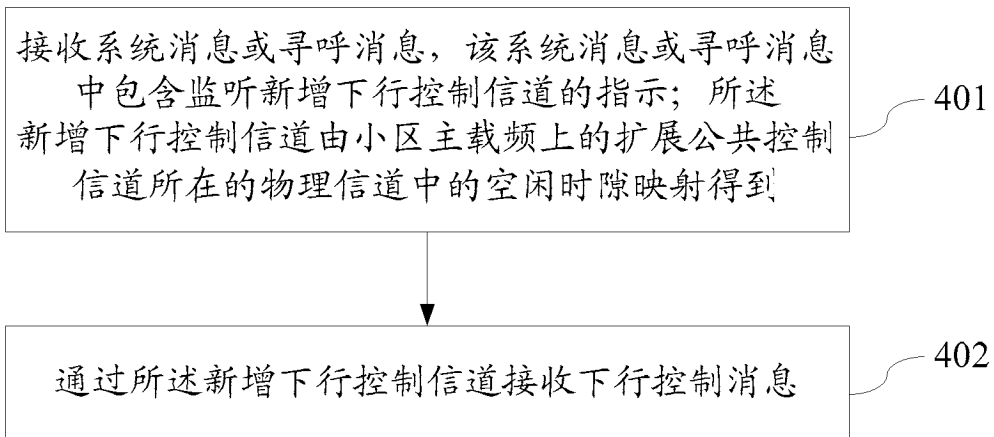 接收系统消息或寻呼消息，该系统消息或寻呼消息
中包含监听新增下行控制信道的指示；所述
新增下行控制信道由小区主载频上的扩展公共控制
信道所在的物理信道中的空闲时隙映射得到
401
通过所述新增下行控制信道接收下行控制消息
402